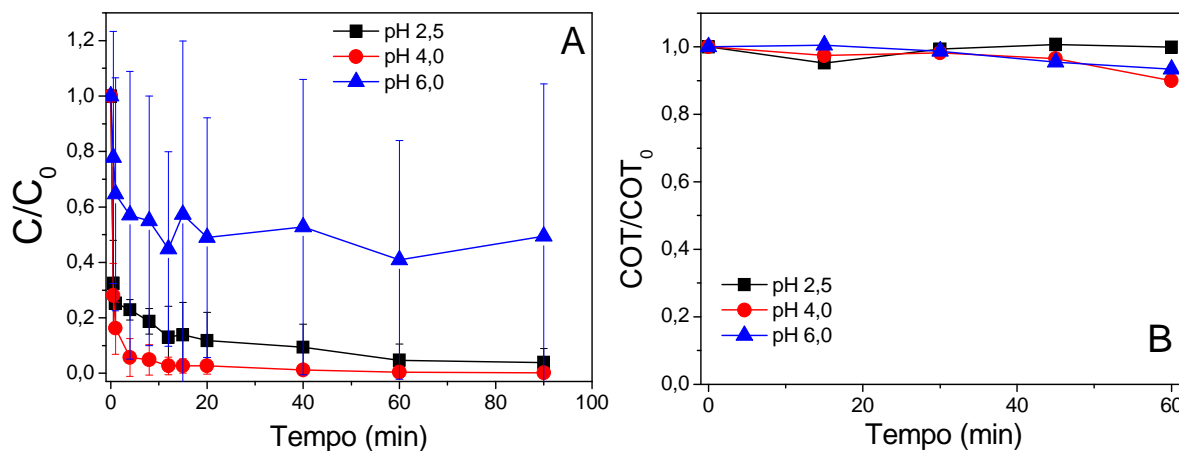 A
pH 2,5
pH 4,0
pH 6,0
C/C0
1,2
1,0
0,8
0,6
0,4
0,2
0,0
0 20 40 60 80 100
Tempo (min)
B
pH 2,5
pH 4,0
pH 6,0
COT/COT0
1,0
0,8
0,6
0,4
0,2
0,0
0 20 40 60
Tempo (min)